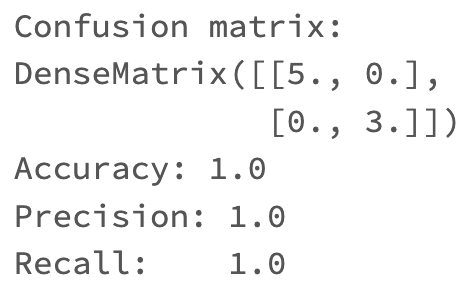 Confusion matrix:
DenseMatrix([[5., 0.],
             [0., 3.]])
Accuracy: 1.0
Precision: 1.0
Recall:    1.0